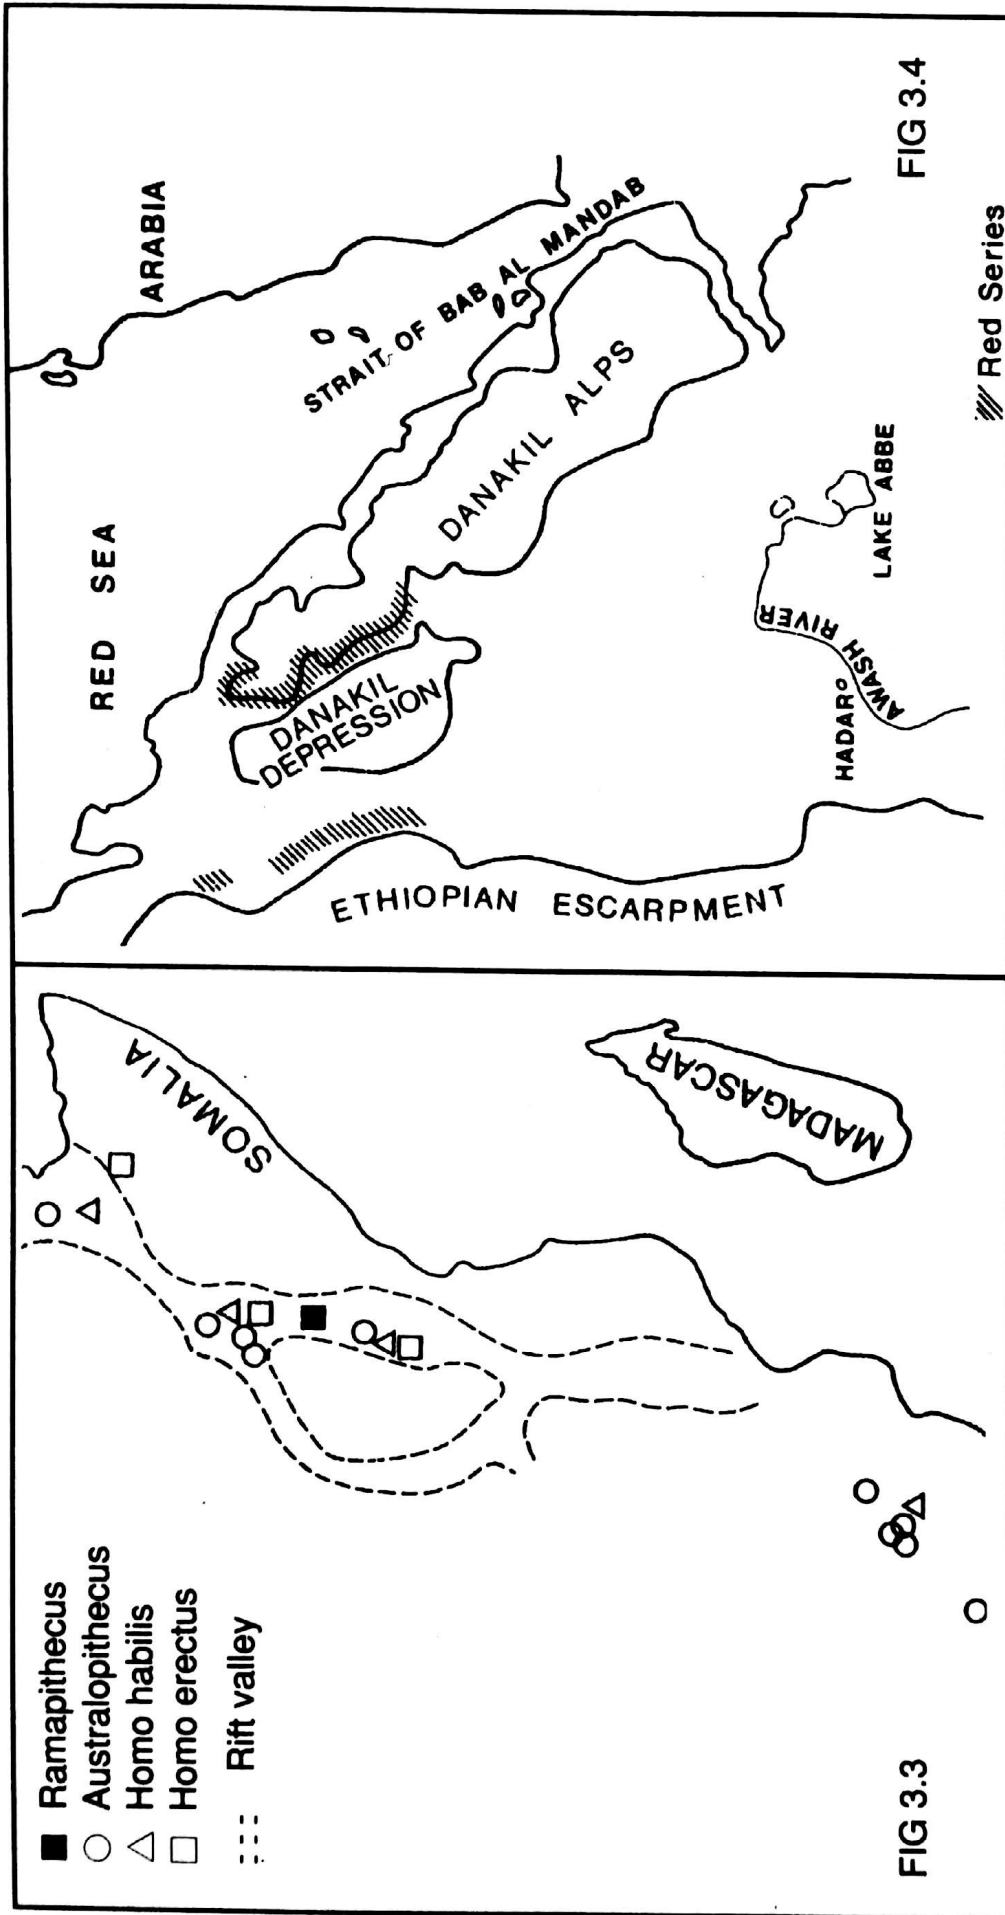 Ramapithecus
Australopithecus
Homo habilis
Homo erectus
Rift valley
SOMALIA
MADAGASCAR
FIG 3.3
RED SEA
ARABIA
STRAIT OF BAB AL MANDAB
DANAKIL
DEPRESSION
DANAKIL ALPS
ETHIOPIAN ESCARPMENT
HADAR
AWASH RIVER
LAKE ABBE
FIG 3.4
Red Series